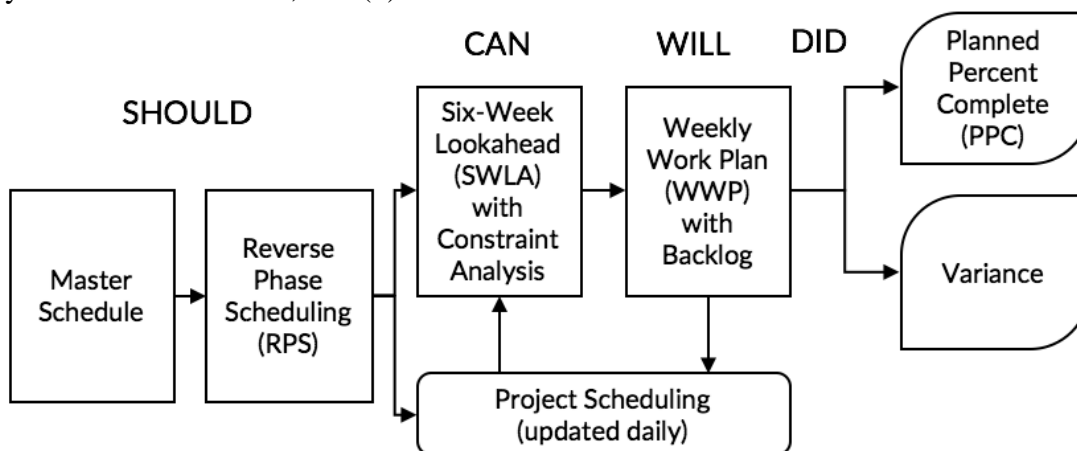 CAN
WILL
DID
SHOULD
Master
Schedule
Reverse
Phase
Scheduling
(RPS)
Six-Week
Lookahead
(SWLA)
with
Constraint
Analysis
Weekly
Work Plan
(WWP)
with
Backlog
Planned
Percent
Complete
(PPC)
Variance
Project Scheduling
(updated daily)